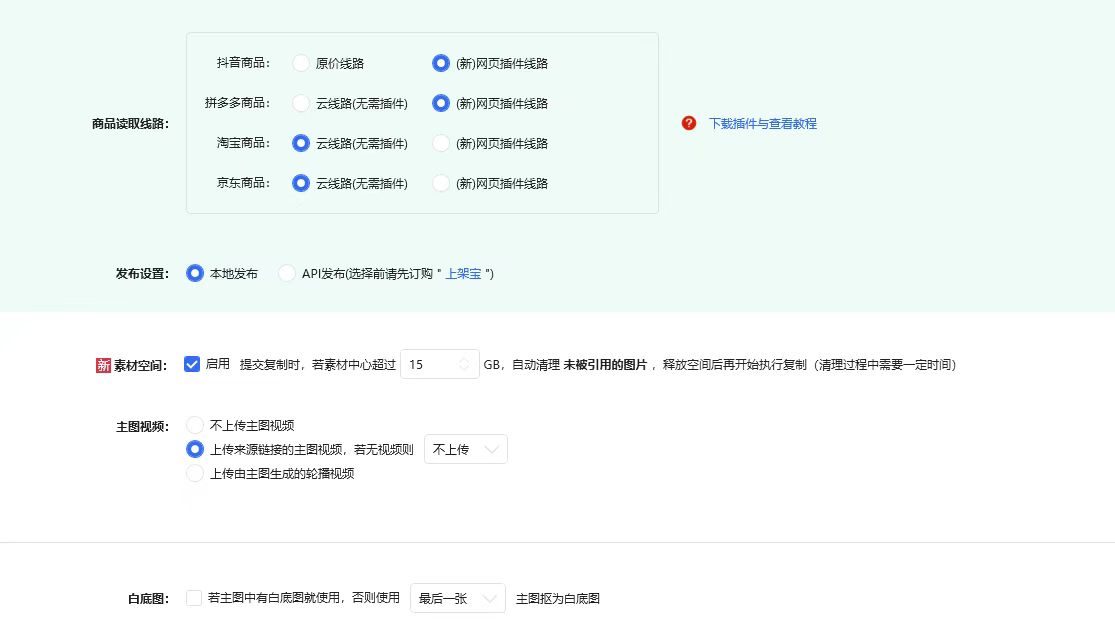 抖音商品： 原价线路 (新)网页插件线路
拼多多商品： 云线路(无需插件) (新)网页插件线路
商品读取线路： ? 下载插件与查看教程
淘宝商品： 云线路(无需插件) (新)网页插件线路
京东商品： 云线路(无需插件) (新)网页插件线路
发布设置： 本地发布 API发布(选择前请先订购 " 上架宝 ")
新 素材空间： 启用 提交复制时，若素材中心超过 15 GB，自动清理 未被引用的图片 ，释放空间后再开始执行复制（清理过程中需要一定时间）
主图视频： 不上传主图视频
上传来源链接的主图视频，若无视频则 不上传
上传由主图生成的轮播视频
白底图： 若主图中有白底图就使用，否则使用 最后一张 主图抠为白底图